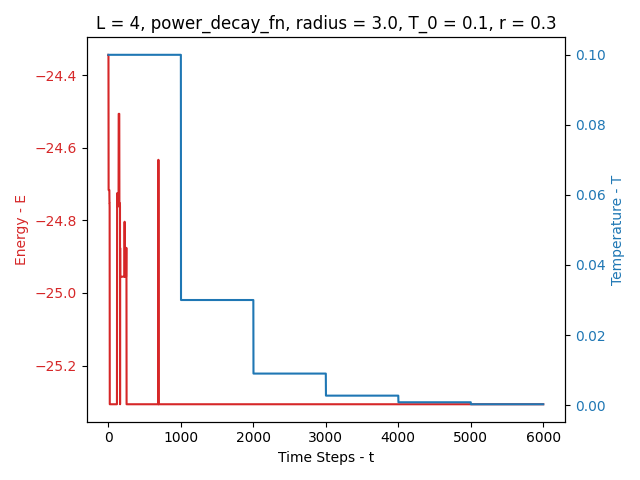 L = 4, power_decay_fn, radius = 3.0, T_0 = 0.1, r = 0.3
Energy - E
−24.4
−24.6
−24.8
−25.0
−25.2
0.10
0.08
0.06
0.04
0.02
0.00
Temperature - T
0 1000 2000 3000 4000 5000 6000
Time Steps - t